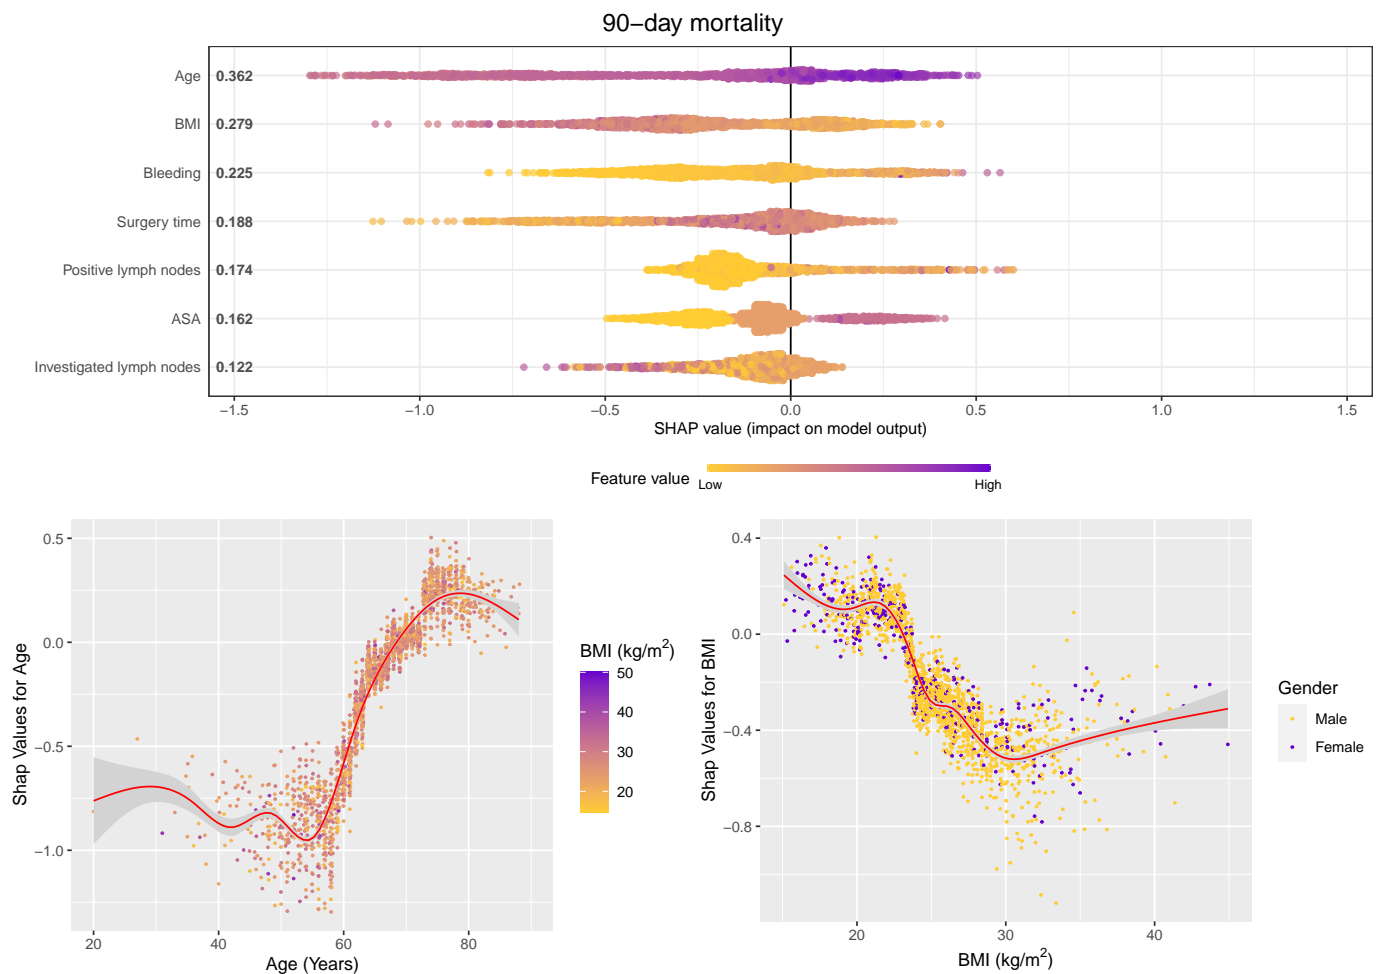 90−day mortality
Age 0.362
BMI 0.279
Bleeding 0.225
Surgery time 0.188
Positive lymph nodes 0.174
ASA 0.162
Investigated lymph nodes 0.122
−1.5 −1.0 −0.5 0.0 0.5 1.0 1.5
SHAP value (impact on model output)
Feature value Low High
Shap Values for Age
0.5
0.0
−0.5
−1.0
20 40 60 80
Age (Years)
BMI (kg/m²)
50
40
30
20
Shap Values for BMI
0.4
0.0
−0.4
−0.8
20 30 40
BMI (kg/m²)
Gender
Male
Female